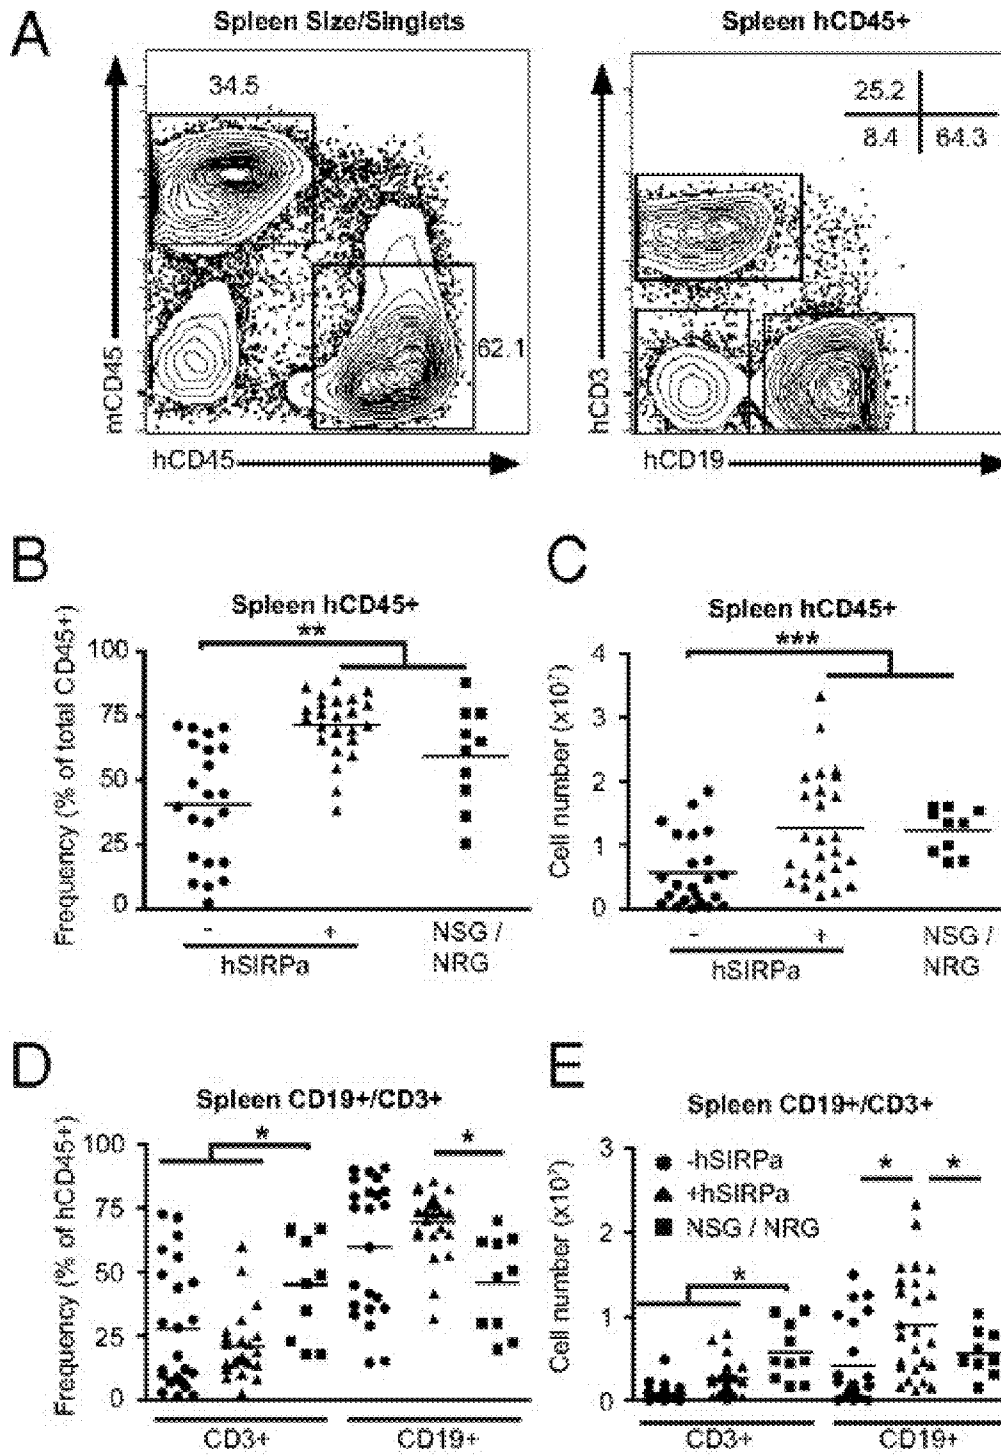 A
Spleen Size/Singlets
34.5
62.1
mCD45
hCD45
Spleen hCD45+
25.2
8.4 64.3
hCD3
hCD19
B
Spleen hCD45+
**
Frequency (% of total CD45+)
100
75
50
25
0
- + NSG /
hSIRPa NRG
C
Spleen hCD45+
***
Cell number (x10⁷)
4
3
2
1
0
- + NSG /
hSIRPa NRG
D
Spleen CD19+/CD3+
* *
Frequency (% of hCD45+)
100
75
50
25
0
CD3+ CD19+
E
Spleen CD19+/CD3+
-hSIRPa
+hSIRPa
NSG / NRG
* * *
Cell number (x10⁷)
3
2
1
0
CD3+ CD19+